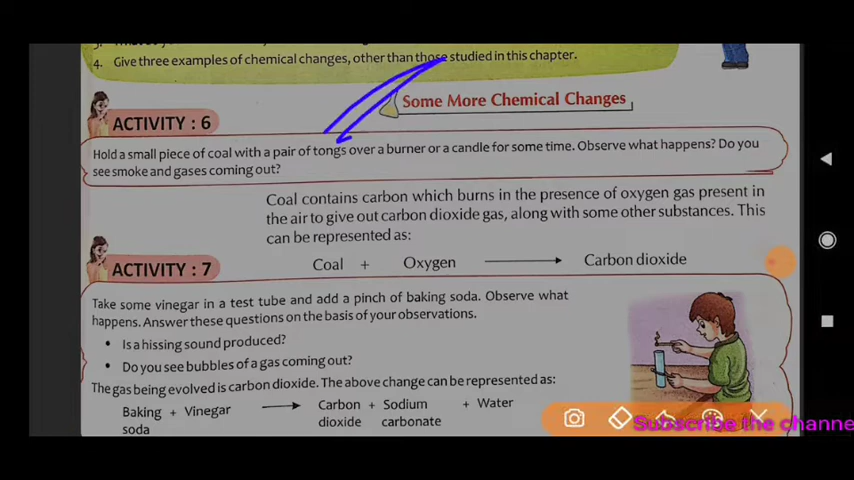 4. Give three examples of chemical changes, other than those studied in this chapter.
Some More Chemical Changes
ACTIVITY : 6
Hold a small piece of coal with a pair of tongs over a burner or a candle for some time. Observe what happens? Do you
see smoke and gases coming out?
Coal contains carbon which burns in the presence of oxygen gas present in
the air to give out carbon dioxide gas, along with some other substances. This
can be represented as:
ACTIVITY : 7
Coal + Oxygen → Carbon dioxide
Take some vinegar in a test tube and add a pinch of baking soda. Observe what
happens. Answer these questions on the basis of your observations.
• Is a hissing sound produced?
• Do you see bubbles of a gas coming out?
The gas being evolved is carbon dioxide. The above change can be represented as:
Baking + Vinegar → Carbon + Sodium + Water
soda dioxide carbonate
Subscribe the channe